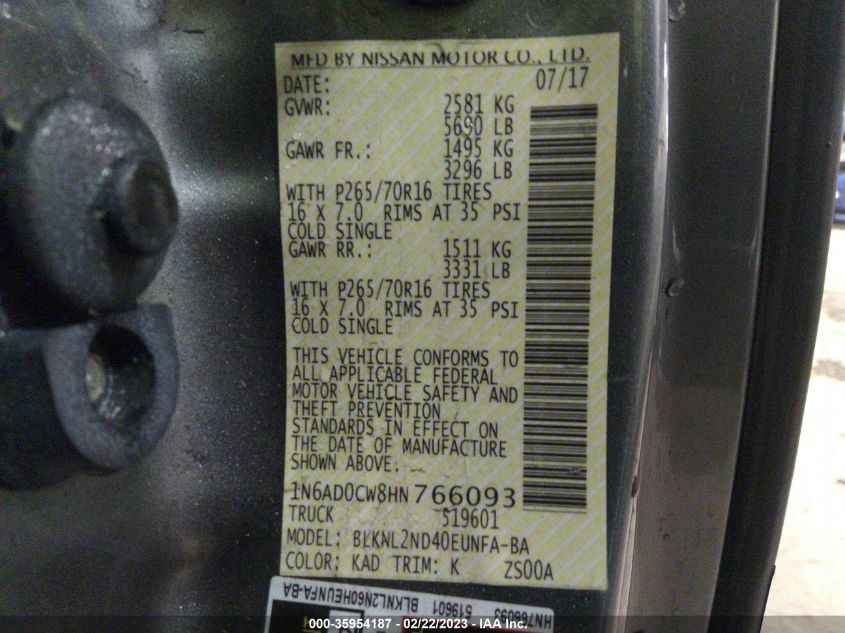 MFD BY NISSAN MOTOR CO., LTD.
DATE: 07/17
GVWR: 2581 KG
5690 LB
GAWR FR.: 1495 KG
3296 LB
WITH P265/70R16 TIRES
16 X 7.0 RIMS AT 35 PSI
COLD SINGLE
GAWR RR.: 1511 KG
3331 LB
WITH P265/70R16 TIRES
16 X 7.0 RIMS AT 35 PSI
COLD SINGLE
THIS VEHICLE CONFORMS TO
ALL APPLICABLE FEDERAL
MOTOR VEHICLE SAFETY AND
THEFT PREVENTION
STANDARDS IN EFFECT ON
THE DATE OF MANUFACTURE
SHOWN ABOVE.
1N6AD0CW8HN766093
TRUCK 519601
MODEL: BLKNL2ND40EUNFA-BA
COLOR: KAD TRIM: K ZS00A
HN766093 519601 BLKNL2N60HEUNFA-BA
000-35954187 - 02/22/2023 - IAA Inc.